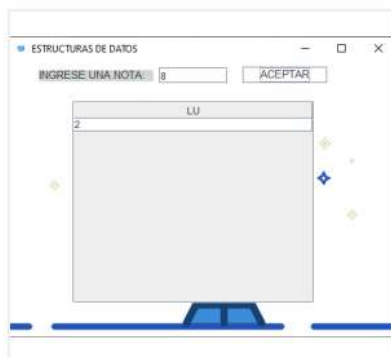 ESTRUCTURAS DE DATOS
INGRESE UNA NOTA: 8 ACEPTAR
LU
2